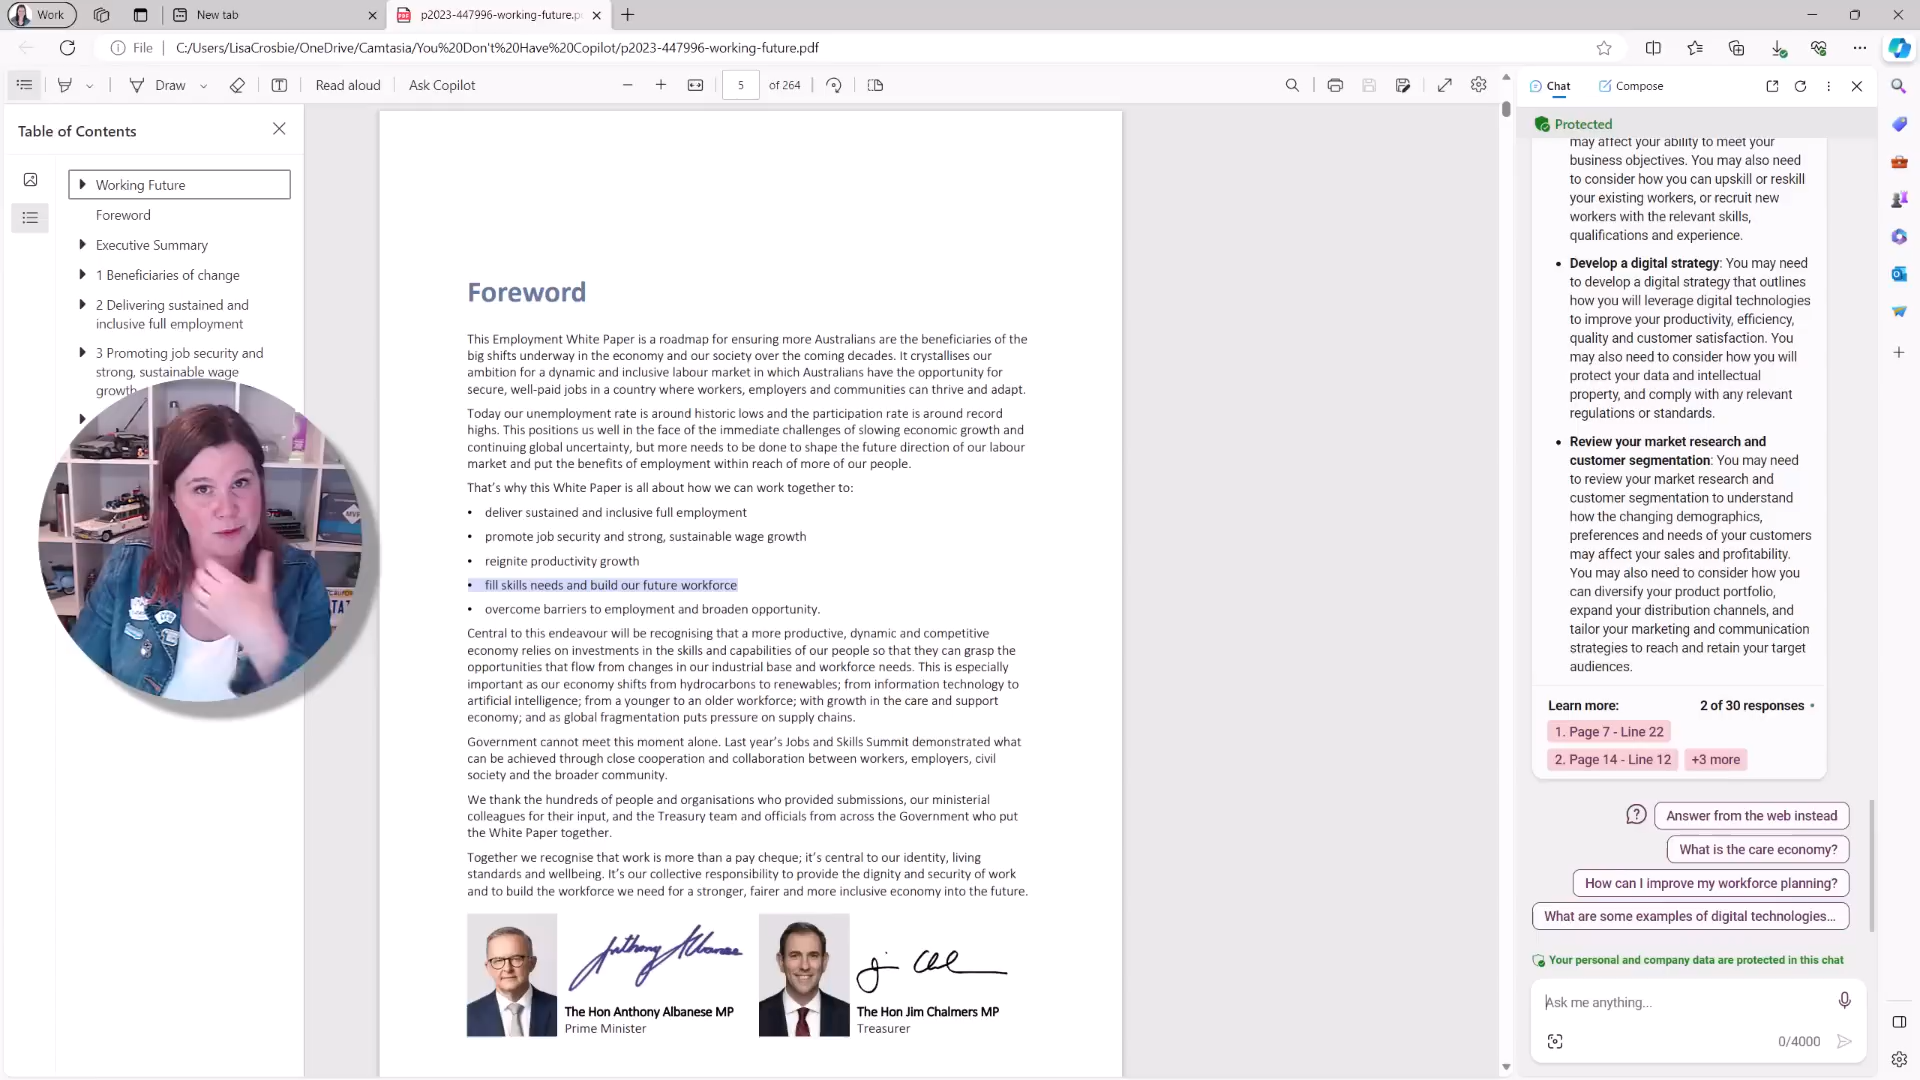 Work
New tab
p2023-447996-working-future.p
File
C:/Users/LisaCrosbie/OneDrive/Camtasia/You%20Don't%20Have%20Copilot/p2023-447996-working-future.pdf
Draw
Read aloud
Ask Copilot
5
of 264
Table of Contents
Working Future
Foreword
Executive Summary
1 Beneficiaries of change
2 Delivering sustained and
inclusive full employment
3 Promoting job security and
strong, sustainable wage
growth
Foreword
This Employment White Paper is a roadmap for ensuring more Australians are the beneficiaries of the
big shifts underway in the economy and our society over the coming decades. It crystallises our
ambition for a dynamic and inclusive labour market in which Australians have the opportunity for
secure, well-paid jobs in a country where workers, employers and communities can thrive and adapt.
Today our unemployment rate is around historic lows and the participation rate is around record
highs. This positions us well in the face of the immediate challenges of slowing economic growth and
continuing global uncertainty, but more needs to be done to shape the future direction of our labour
market and put the benefits of employment within reach of more of our people.
That's why this White Paper is all about how we can work together to:
• deliver sustained and inclusive full employment
• promote job security and strong, sustainable wage growth
• reignite productivity growth
• fill skills needs and build our future workforce
• overcome barriers to employment and broaden opportunity.
Central to this endeavour will be recognising that a more productive, dynamic and competitive
economy relies on investments in the skills and capabilities of our people so that they can grasp the
opportunities that flow from changes in our industrial base and workforce needs. This is especially
important as our economy shifts from hydrocarbons to renewables; from information technology to
artificial intelligence; from a younger to an older workforce; with growth in the care and support
economy; and as global fragmentation puts pressure on supply chains.
Government cannot meet this moment alone. Last year's Jobs and Skills Summit demonstrated what
can be achieved through close cooperation and collaboration between workers, employers, civil
society and the broader community.
We thank the hundreds of people and organisations who provided submissions, our ministerial
colleagues for their input, and the Treasury team and officials from across the Government who put
the White Paper together.
Together we recognise that work is more than a pay cheque; it's central to our identity, living
standards and wellbeing. It's our collective responsibility to provide the dignity and security of work
and to build the workforce we need for a stronger, fairer and more inclusive economy into the future.
The Hon Anthony Albanese MP
Prime Minister
The Hon Jim Chalmers MP
Treasurer
Chat
Compose
Protected
may affect your ability to meet your
business objectives. You may also need
to consider how you can upskill or reskill
your existing workers, or recruit new
workers with the relevant skills,
qualifications and experience.
• Develop a digital strategy: You may need
to develop a digital strategy that outlines
how you will leverage digital technologies
to improve your productivity, efficiency,
quality and customer satisfaction. You
may also need to consider how you will
protect your data and intellectual
property, and comply with any relevant
regulations or standards.
• Review your market research and
customer segmentation: You may need
to review your market research and
customer segmentation to understand
how the changing demographics,
preferences and needs of your customers
may affect your sales and profitability.
You may also need to consider how you
can diversify your product portfolio,
expand your distribution channels, and
tailor your marketing and communication
strategies to reach and retain your target
audiences.
Learn more:
2 of 30 responses •
1. Page 7 - Line 22
2. Page 14 - Line 12
+3 more
Answer from the web instead
What is the care economy?
How can I improve my workforce planning?
What are some examples of digital technologies...
Your personal and company data are protected in this chat
Ask me anything...
0/4000